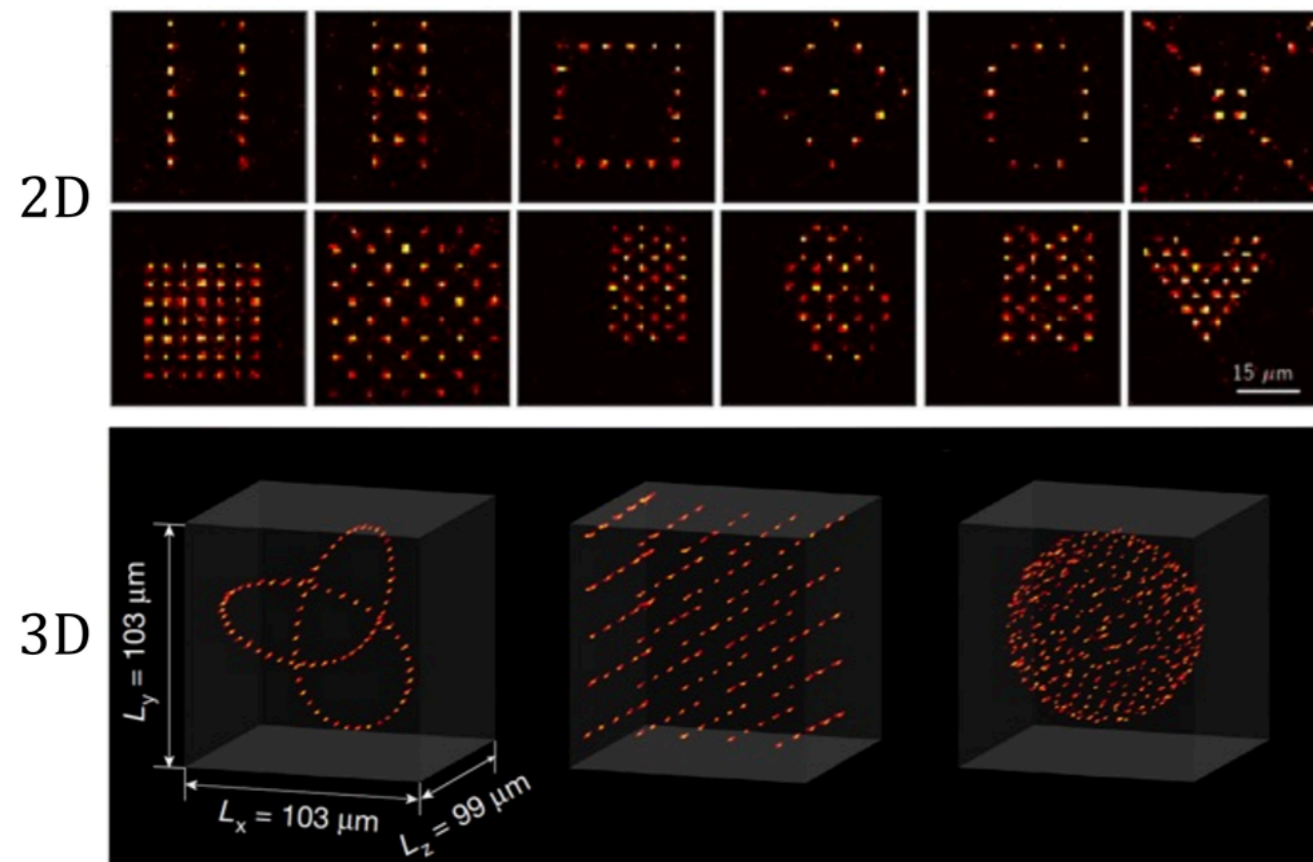 2D
15 μm
3D
L_y = 103 μm
L_x = 103 μm
L_z = 99 μm